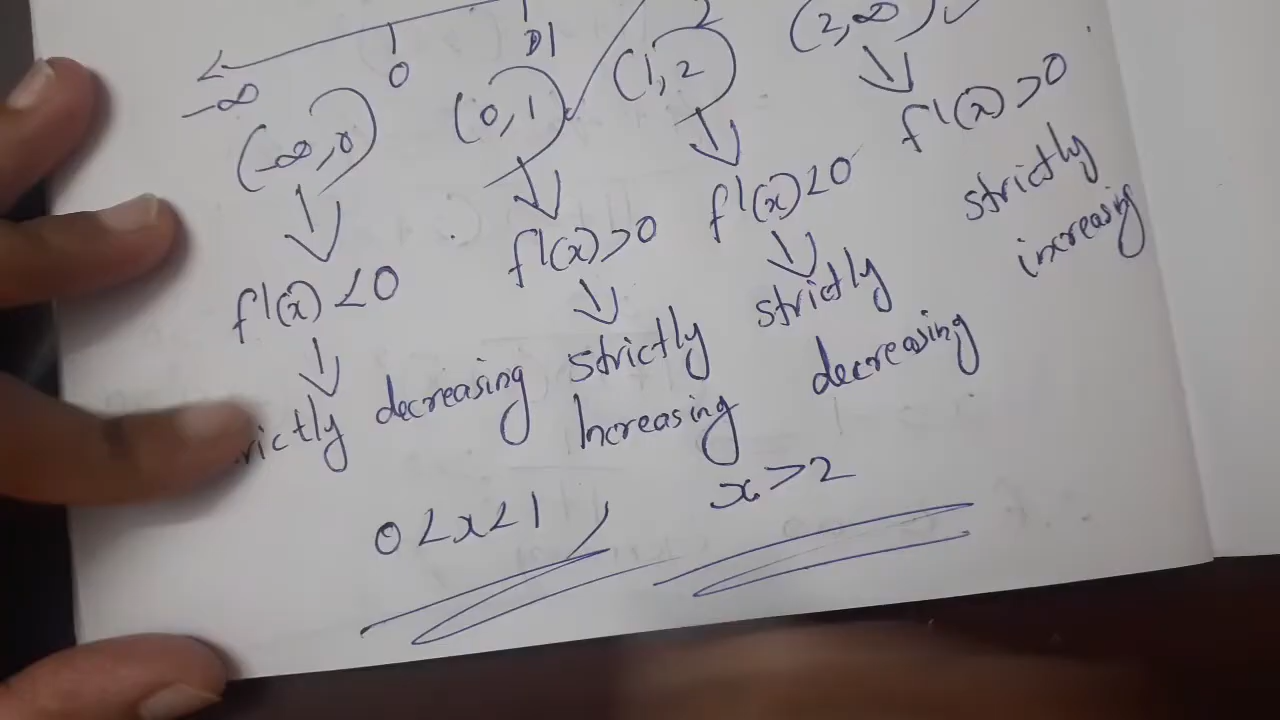 -∞ 0 1 2
(-∞, 0) (0, 1) (1, 2) (2, ∞)
f'(x) < 0 f'(x) > 0 f'(x) < 0 f'(x) > 0
decreasing strictly strictly strictly
Increasing decreasing increasing
0 < x < 1, x > 2